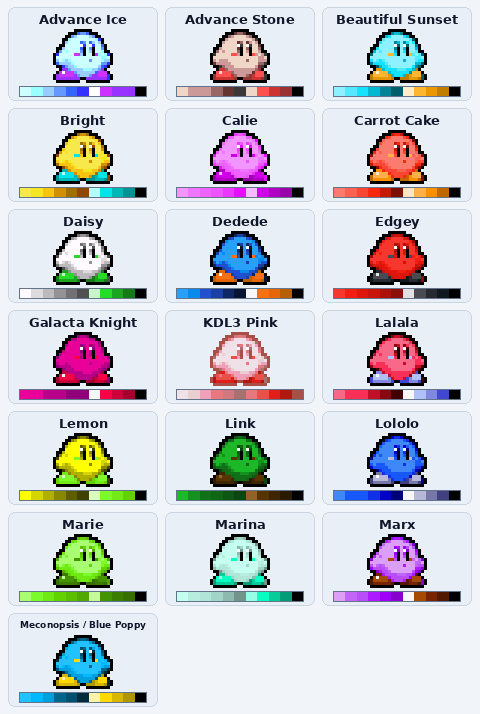 Advance Ice
Advance Stone
Beautiful Sunset
Bright
Calie
Carrot Cake
Daisy
Dedede
Edgey
Galacta Knight
KDL3 Pink
Lalala
Lemon
Link
Lololo
Marie
Marina
Marx
Meconopsis / Blue Poppy